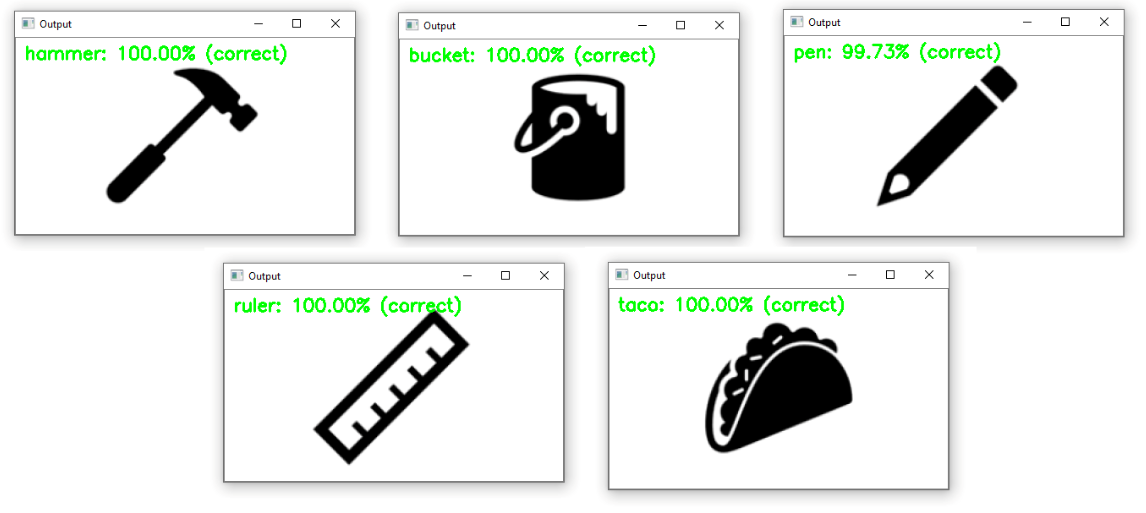 Output
hammer: 100.00% (correct)
Output
bucket: 100.00% (correct)
Output
pen: 99.73% (correct)
Output
ruler: 100.00% (correct)
Output
taco: 100.00% (correct)